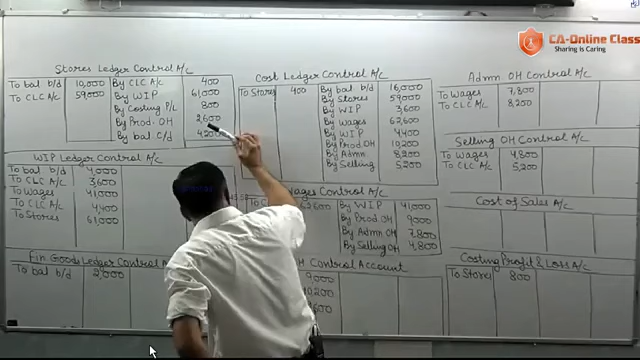 CA-Online Class
Sharing is Caring
Stores Ledger Control A/c
To bal b/d 10,000 By CLC A/c 400
To CLC A/c 59,000 By WIP 61,000
By Costing P/L 800
By Prod. OH 2,600
By bal c/d 4,200
WIP Ledger Control A/c
To bal b/d 4,000
To CLC A/c 3,600
To Wages 41,000
To CLC A/c 4,400
To Stores 61,000
Fin Goods Ledger Control A/c
To bal b/d 2,000
Cost Ledger Control A/c
To Stores 400 By bal b/d 16,000
By Stores 59,000
By WIP 3,600
By Wages 62,600
By WIP 4,400
By Prod OH 10,200
By Admn 8,200
By Selling 5,200
Wages Control A/c
By WIP 41,000
By Prod. OH 9,000
By Admn OH 7,800
By Selling OH 4,800
OH Control Account
9,000
10,200
Admn OH Control A/c
To Wages 7,800
To CLC A/c 8,200
Selling OH Control A/c
To Wages 4,800
To CLC A/c 5,200
Cost of Sales A/c
Costing Profit & Loss A/c
To Stores 800